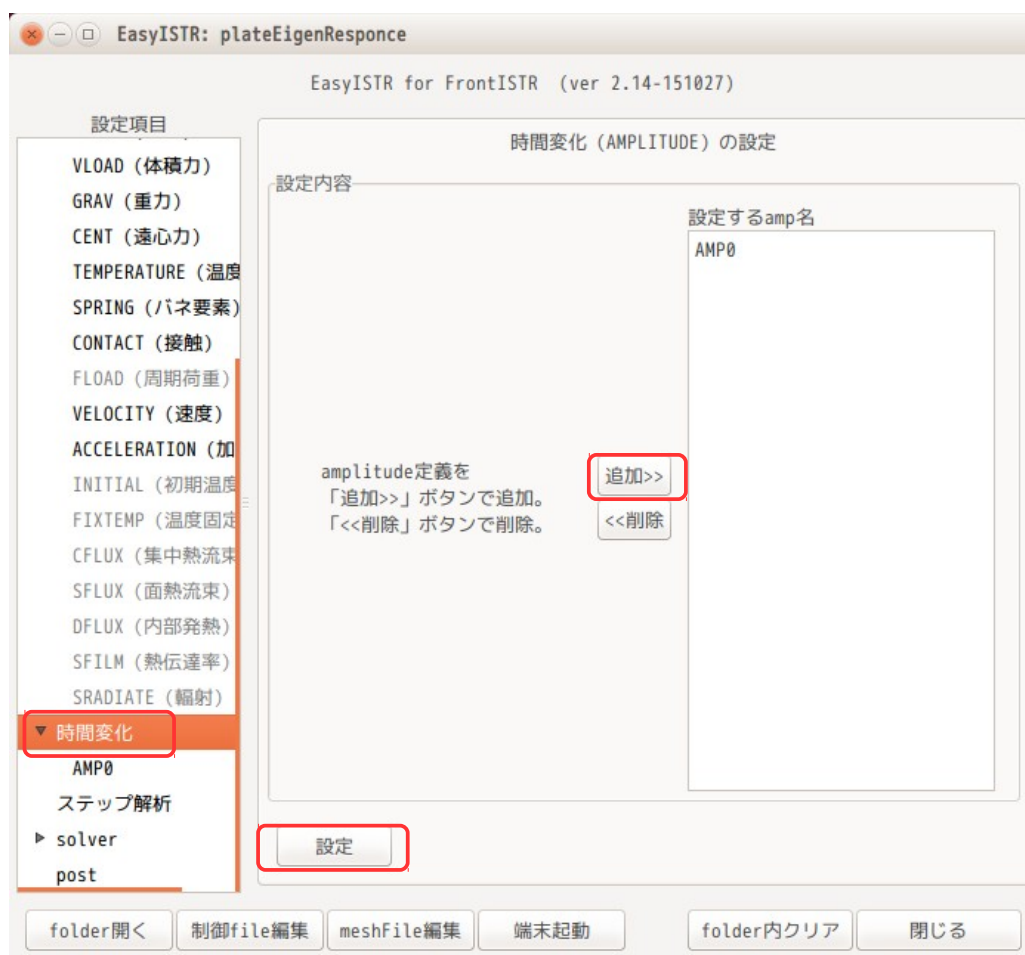 EasyISTR: plateEigenResponce
EasyISTR for FrontISTR (ver 2.14-151027)
設定項目
VLOAD (体積力)
GRAV (重力)
CENT (遠心力)
TEMPERATURE (温度
SPRING (バネ要素)
CONTACT (接触)
FLOAD (周期荷重)
VELOCITY (速度)
ACCELERATION (加
INITIAL (初期温度
FIXTEMP (温度固定
CFLUX (集中熱流束
SFLUX (面熱流束)
DFLUX (内部発熱)
SFILM (熱伝達率)
SRADIATE (輻射)
時間変化
AMP0
ステップ解析
solver
post
時間変化 (AMPLITUDE) の設定
設定内容
amplitude定義を
「追加>>」ボタンで追加。
「<<削除」ボタンで削除。
追加>>
<<削除
設定するamp名
AMP0
設定
folder開く
制御file編集
meshFile編集
端末起動
folder内クリア
閉じる